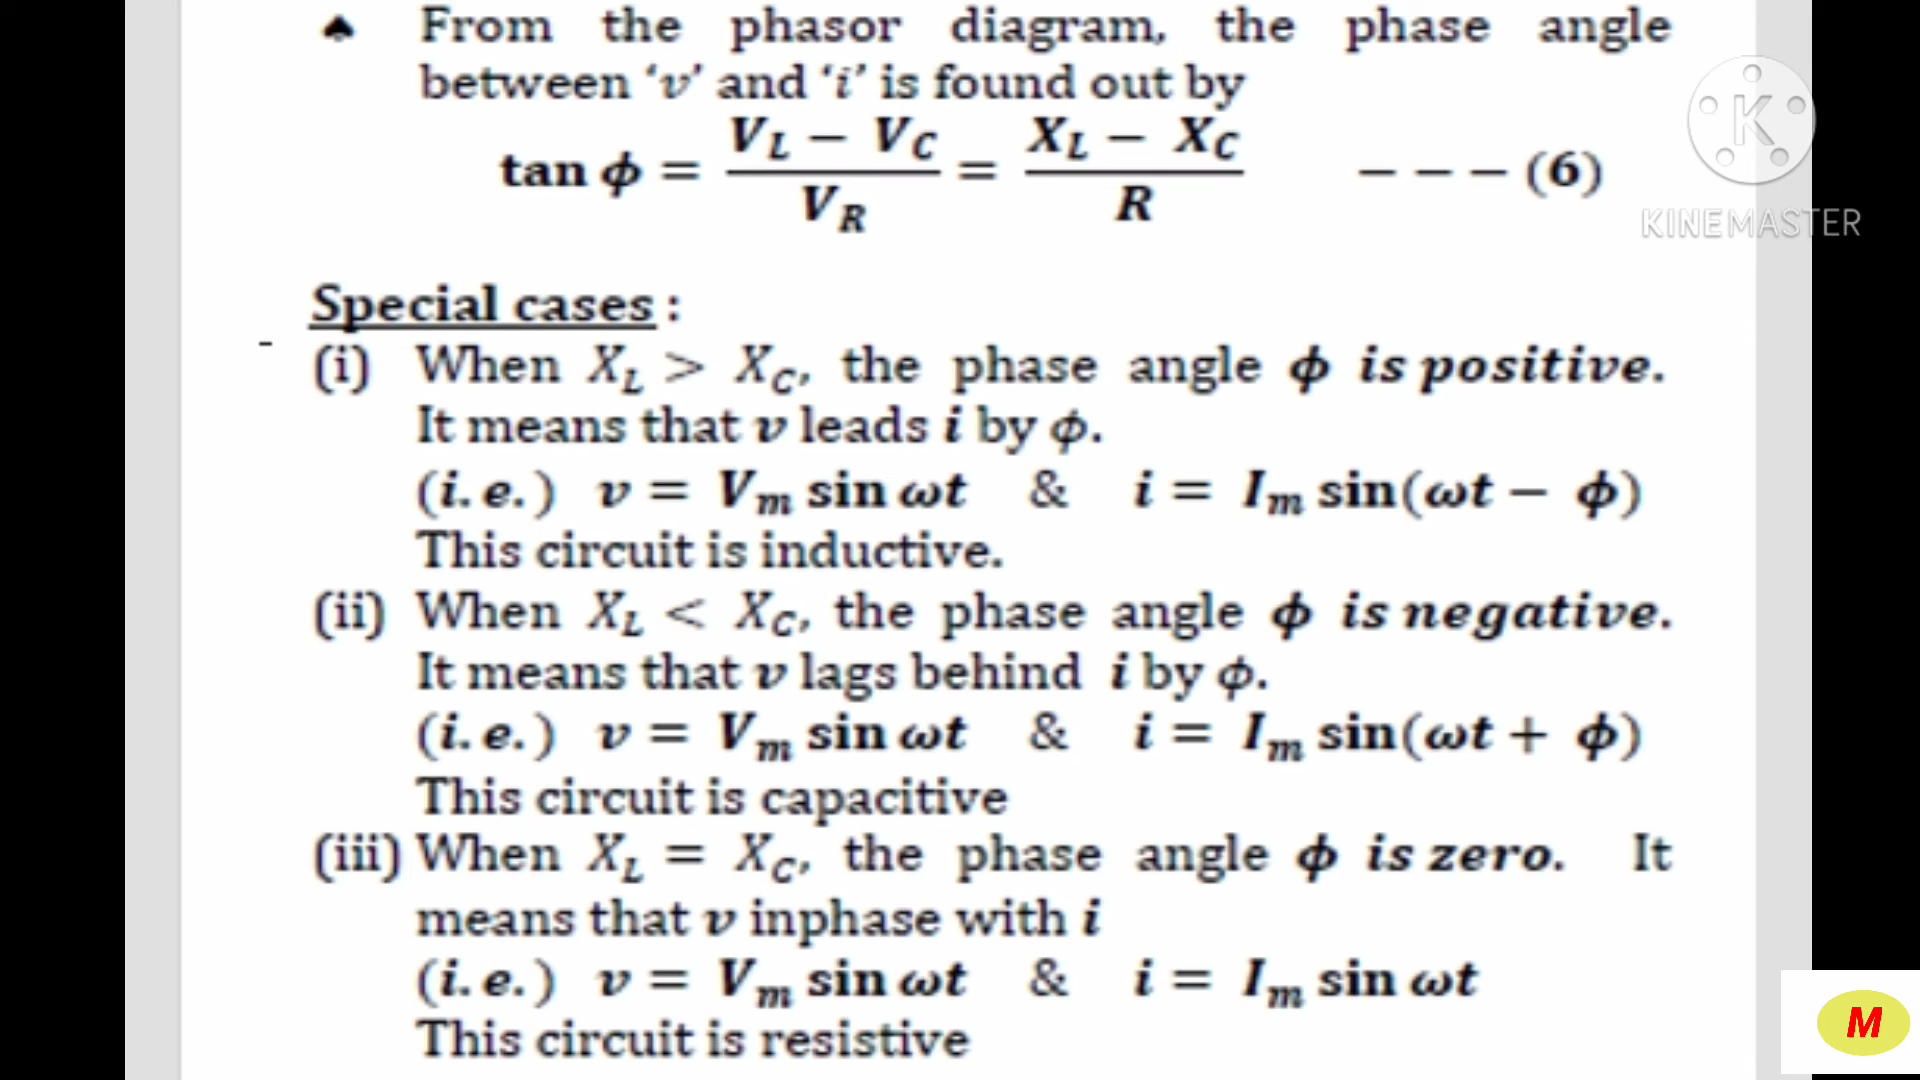 ♠ From the phasor diagram, the phase angle
between ‘v’ and ‘i’ is found out by
tan ϕ = (V_L − V_C) / V_R = (X_L − X_C) / R − − − (6)
K
KINEMASTER
Special cases :
(i) When X_L > X_C, the phase angle ϕ is positive.
It means that v leads i by ϕ.
(i. e.) v = V_m sin ωt & i = I_m sin(ωt − ϕ)
This circuit is inductive.
(ii) When X_L < X_C, the phase angle ϕ is negative.
It means that v lags behind i by ϕ.
(i. e.) v = V_m sin ωt & i = I_m sin(ωt + ϕ)
This circuit is capacitive
(iii) When X_L = X_C, the phase angle ϕ is zero. It
means that v inphase with i
(i. e.) v = V_m sin ωt & i = I_m sin ωt
This circuit is resistive
M